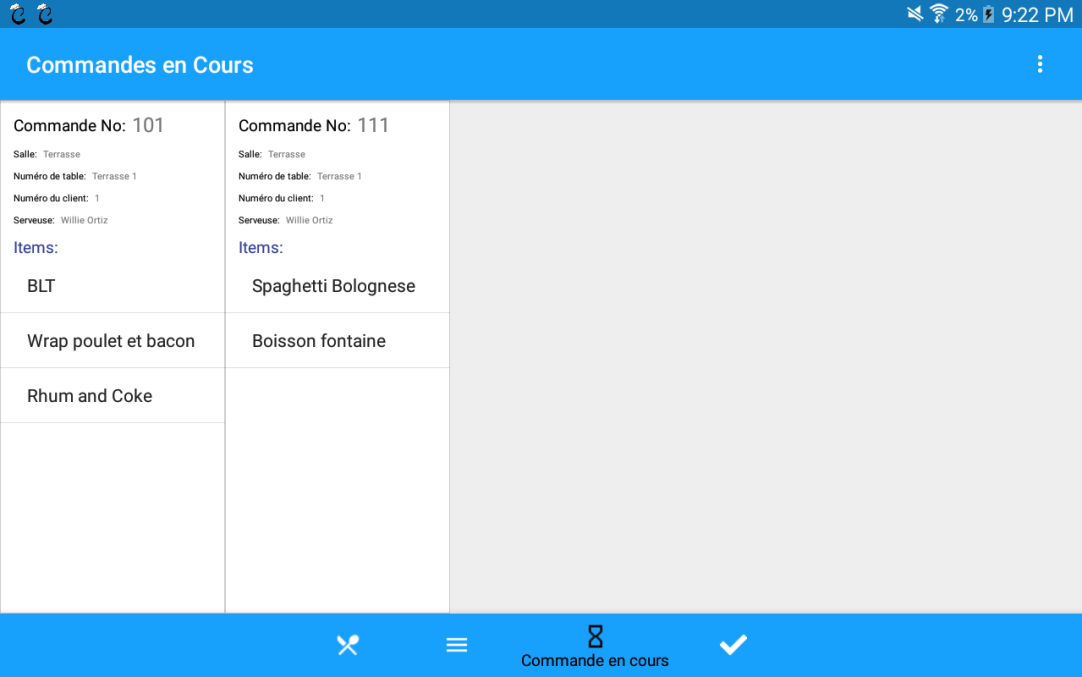 2% 9:22 PM
Commandes en Cours
Commande No: 101
Salle: Terrasse
Numéro de table: Terrasse 1
Numéro du client: 1
Serveuse: Willie Ortiz
Items:
BLT
Wrap poulet et bacon
Rhum and Coke
Commande No: 111
Salle: Terrasse
Numéro de table: Terrasse 1
Numéro du client: 1
Serveuse: Willie Ortiz
Items:
Spaghetti Bolognese
Boisson fontaine
Commande en cours